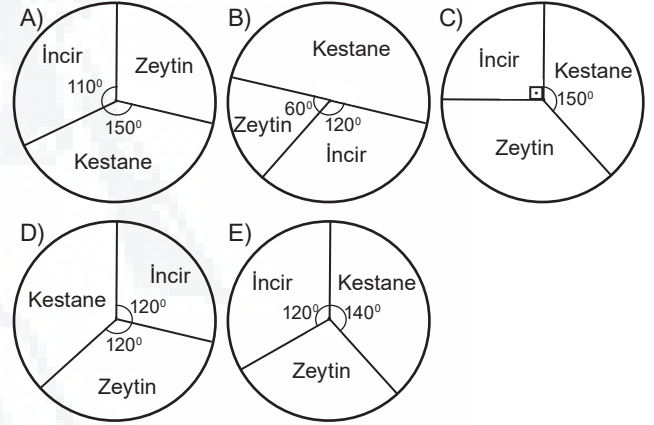 A)
İncir
Zeytin
110⁰
150⁰
Kestane
B)
Kestane
60⁰
Zeytin
120⁰
İncir
C)
İncir
Kestane
150⁰
Zeytin
D)
İncir
Kestane
120⁰
120⁰
Zeytin
E)
İncir
Kestane
120⁰
140⁰
Zeytin